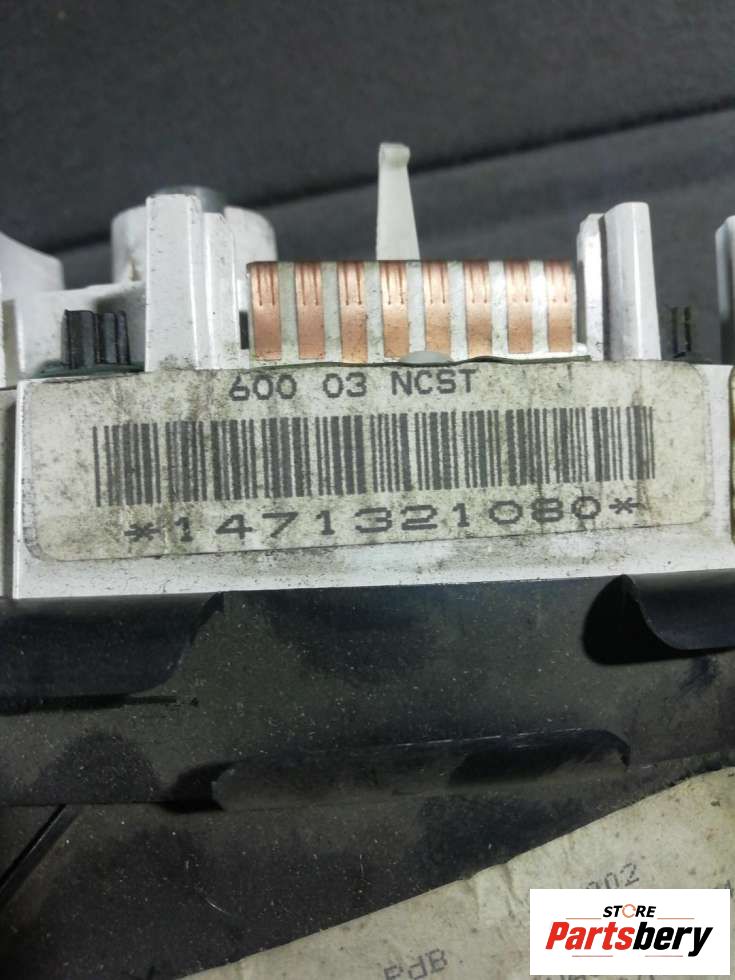 600 03 NCST
*1471321080*
STORE
Partsbery